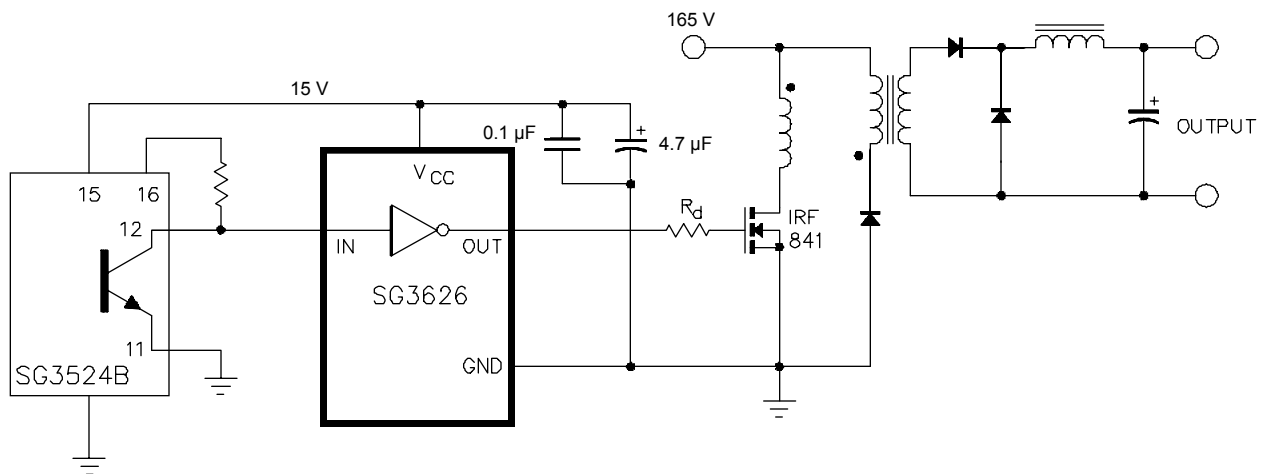 165 V
15 V
0.1 µF
+
4.7 µF
+
OUTPUT
V CC
15
16
12
IN
OUT
R d
IRF
841
SG3626
11
GND
SG3524B